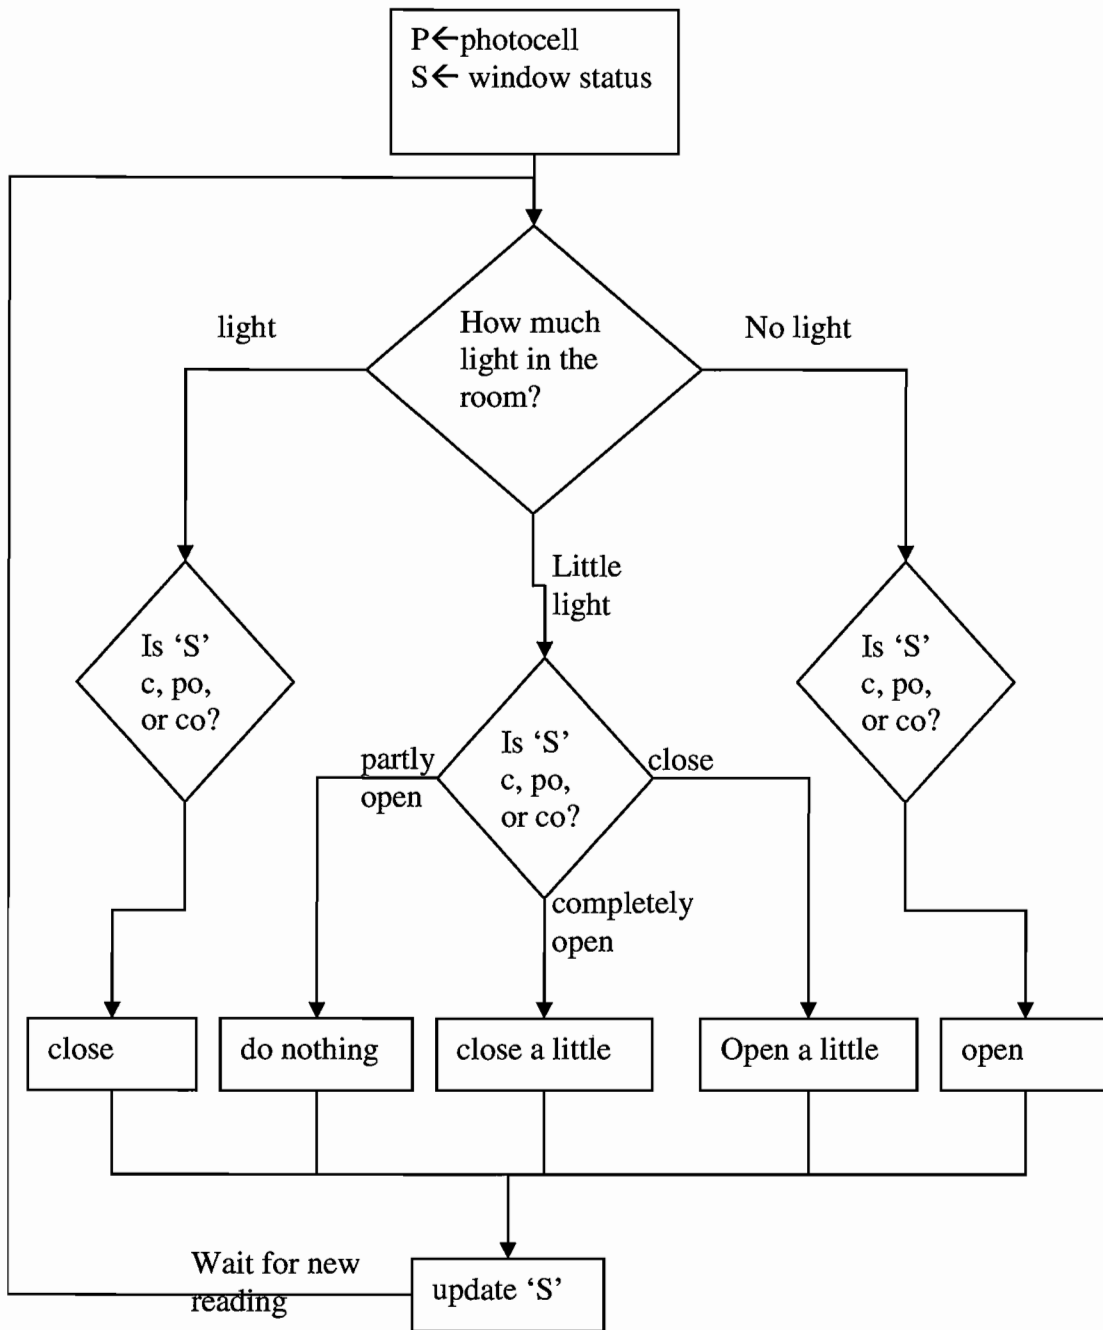 P←photocell
S← window status
How much
light in the
room?
light
No light
Little
light
Is ‘S’
c, po,
or co?
Is ‘S’
c, po,
or co?
Is ‘S’
c, po,
or co?
partly
open
close
completely
open
close
do nothing
close a little
Open a little
open
Wait for new
reading
update ‘S’